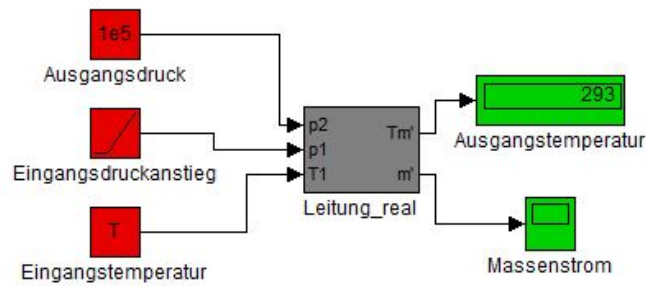 1e5
Ausgangsdruck
Eingangsdruckanstieg
T
Eingangstemperatur
p2
p1
T1
Tm'
m'
Leitung_real
293
Ausgangstemperatur
Massenstrom